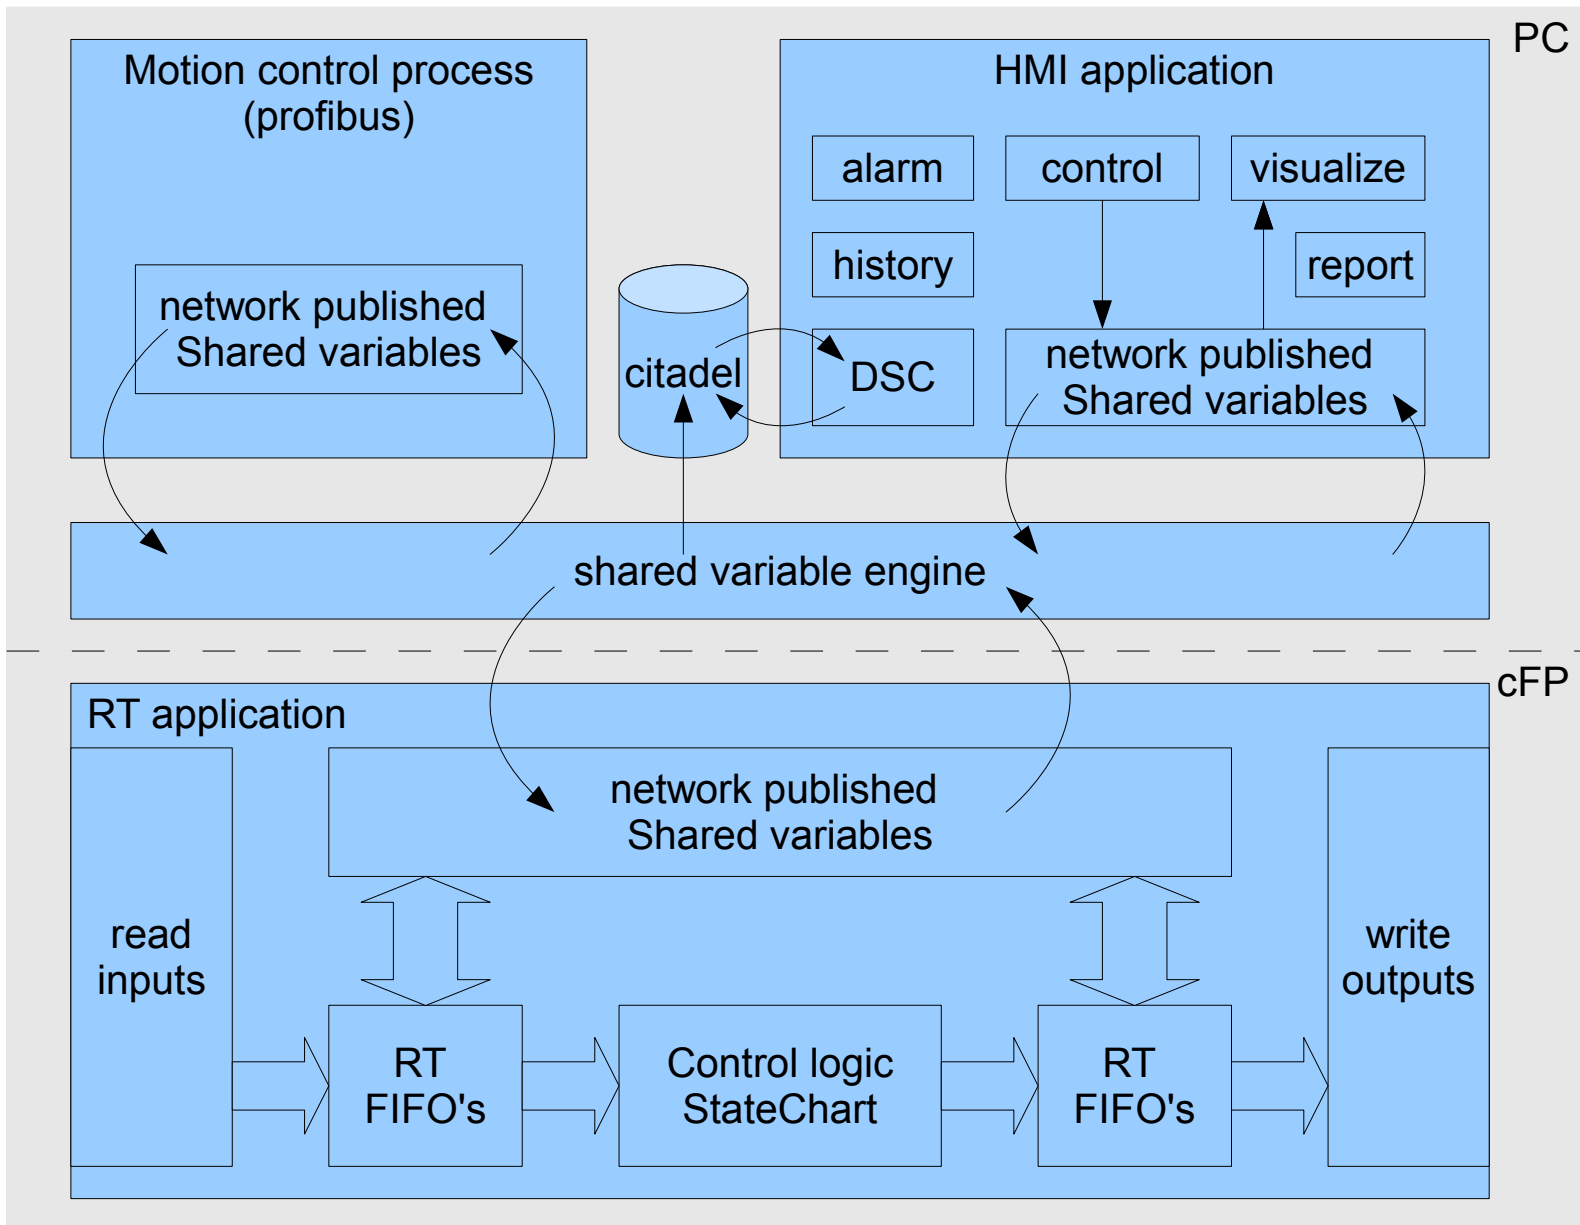 PC
Motion control process
(profibus)
network published
Shared variables
citadel
HMI application
alarm
control
visualize
history
report
DSC
network published
Shared variables
shared variable engine
cFP
RT application
network published
Shared variables
read
inputs
RT
FIFO's
Control logic
StateChart
RT
FIFO's
write
outputs